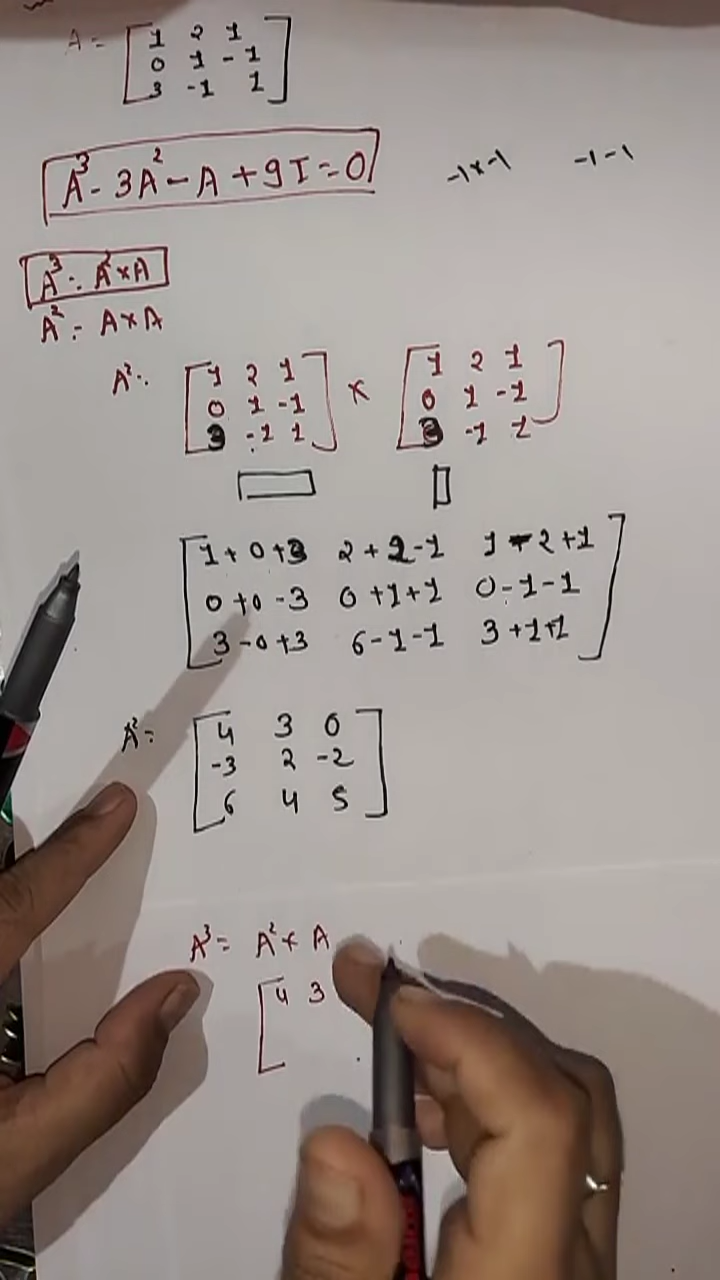 A = [1 2 1
0 1 -1
3 -1 1]
A³ - 3A² - A + 9I = 0
-1x-1 -1-1
A³ = A² x A
A² = A x A
A² = [1 2 1 x [1 2 1
0 1 -1 0 1 -1
3 -1 1] 3 -1 1]
[1 + 0 + 3 2 + 2 - 1 1 - 2 + 1
0 + 0 - 3 0 + 1 + 1 0 - 1 - 1
3 - 0 + 3 6 - 1 - 1 3 + 1 + 1]
A² = [4 3 0
-3 2 -2
6 4 5]
A³ = A² x A
[4 3